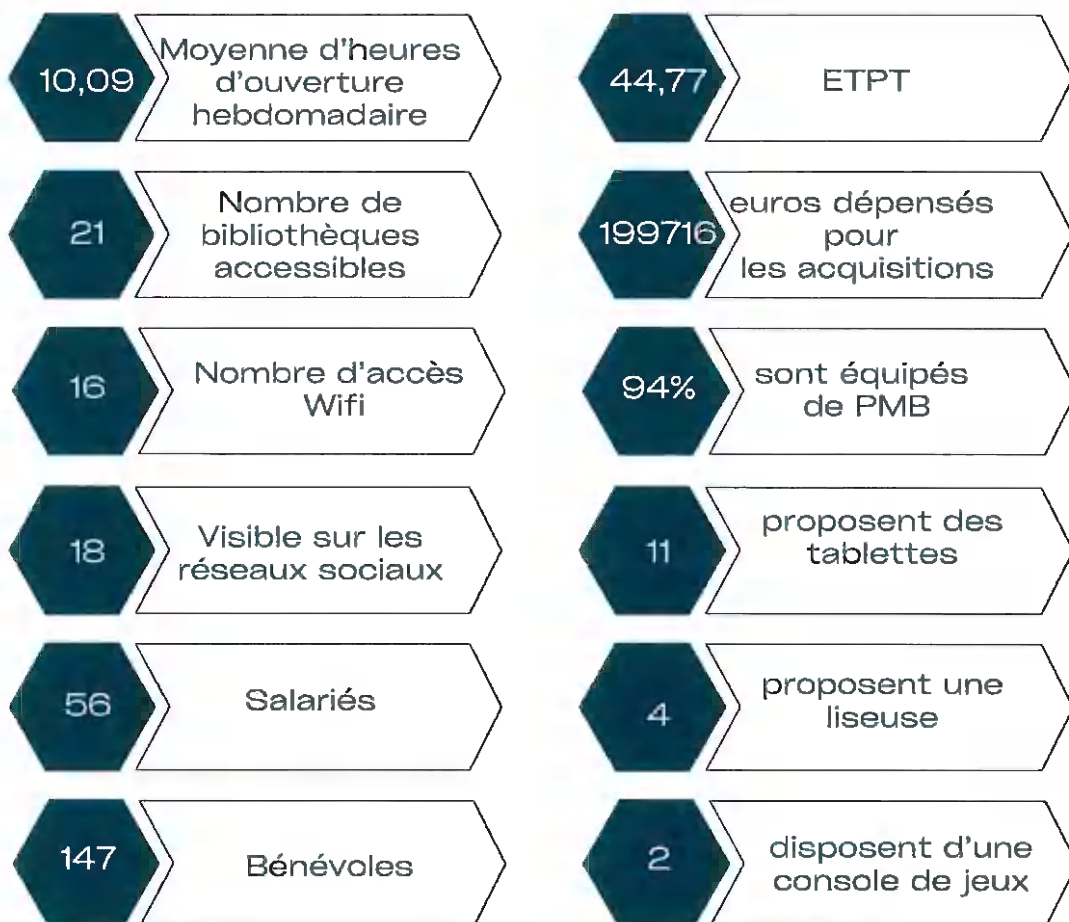 10,09
Moyenne d'heures
d'ouverture
hebdomadaire
44,77
ETPT
21
Nombre de
bibliothèques
accessibles
199716
euros dépensés
pour
les acquisitions
16
Nombre d'accès
Wifi
94%
sont équipés
de PMB
18
Visible sur les
réseaux sociaux
11
proposent des
tablettes
56
Salariés
4
proposent une
liseuse
147
Bénévoles
2
disposent d'une
console de jeux